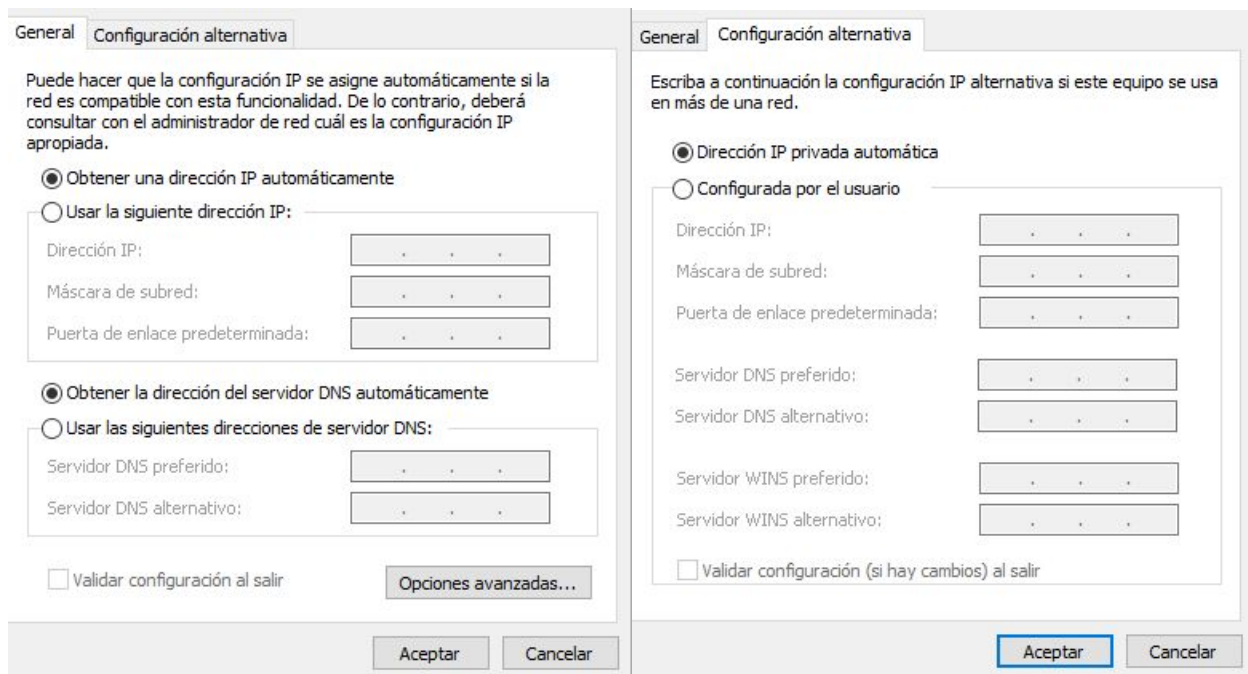 General
Configuración alternativa
Puede hacer que la configuración IP se asigne automáticamente si la
red es compatible con esta funcionalidad. De lo contrario, deberá
consultar con el administrador de red cuál es la configuración IP
apropiada.
Obtener una dirección IP automáticamente
Usar la siguiente dirección IP:
Dirección IP:
Máscara de subred:
Puerta de enlace predeterminada:
Obtener la dirección del servidor DNS automáticamente
Usar las siguientes direcciones de servidor DNS:
Servidor DNS preferido:
Servidor DNS alternativo:
Validar configuración al salir
Opciones avanzadas...
Aceptar
Cancelar
General
Configuración alternativa
Escriba a continuación la configuración IP alternativa si este equipo se usa
en más de una red.
Dirección IP privada automática
Configurada por el usuario
Dirección IP:
Máscara de subred:
Puerta de enlace predeterminada:
Servidor DNS preferido:
Servidor DNS alternativo:
Servidor WINS preferido:
Servidor WINS alternativo:
Validar configuración (si hay cambios) al salir
Aceptar
Cancelar